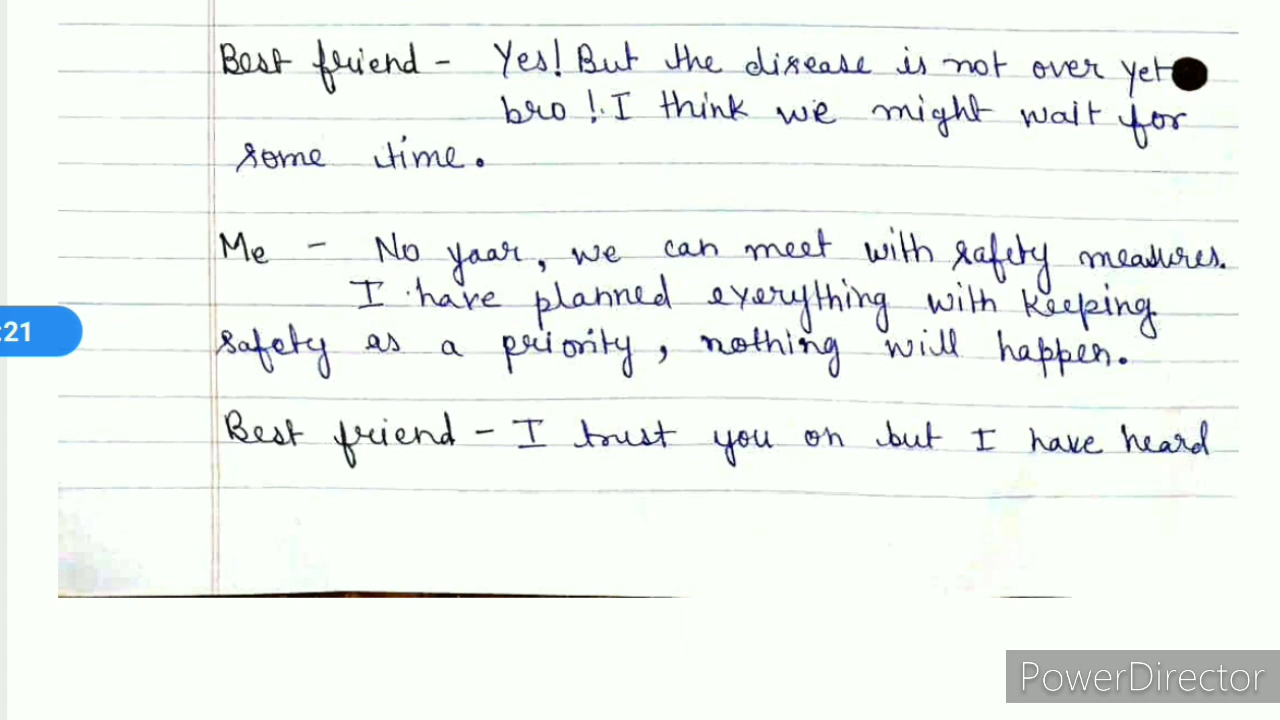 Best friend - Yes! But the disease is not over yet
bro! I think we might wait for
some time.
Me - No yaar, we can meet with safety measures.
I have planned everything with keeping
safety as a priority, nothing will happen.
:21
Best friend - I trust you on but I have heard
PowerDirector